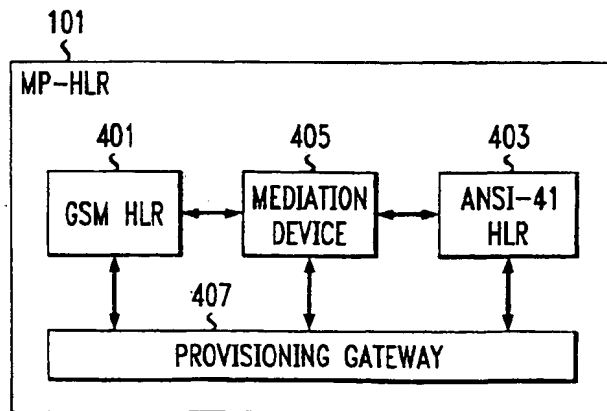 101
MP-HLR
401
405
403
GSM HLR
MEDIATION
DEVICE
ANSI-41
HLR
407
PROVISIONING GATEWAY